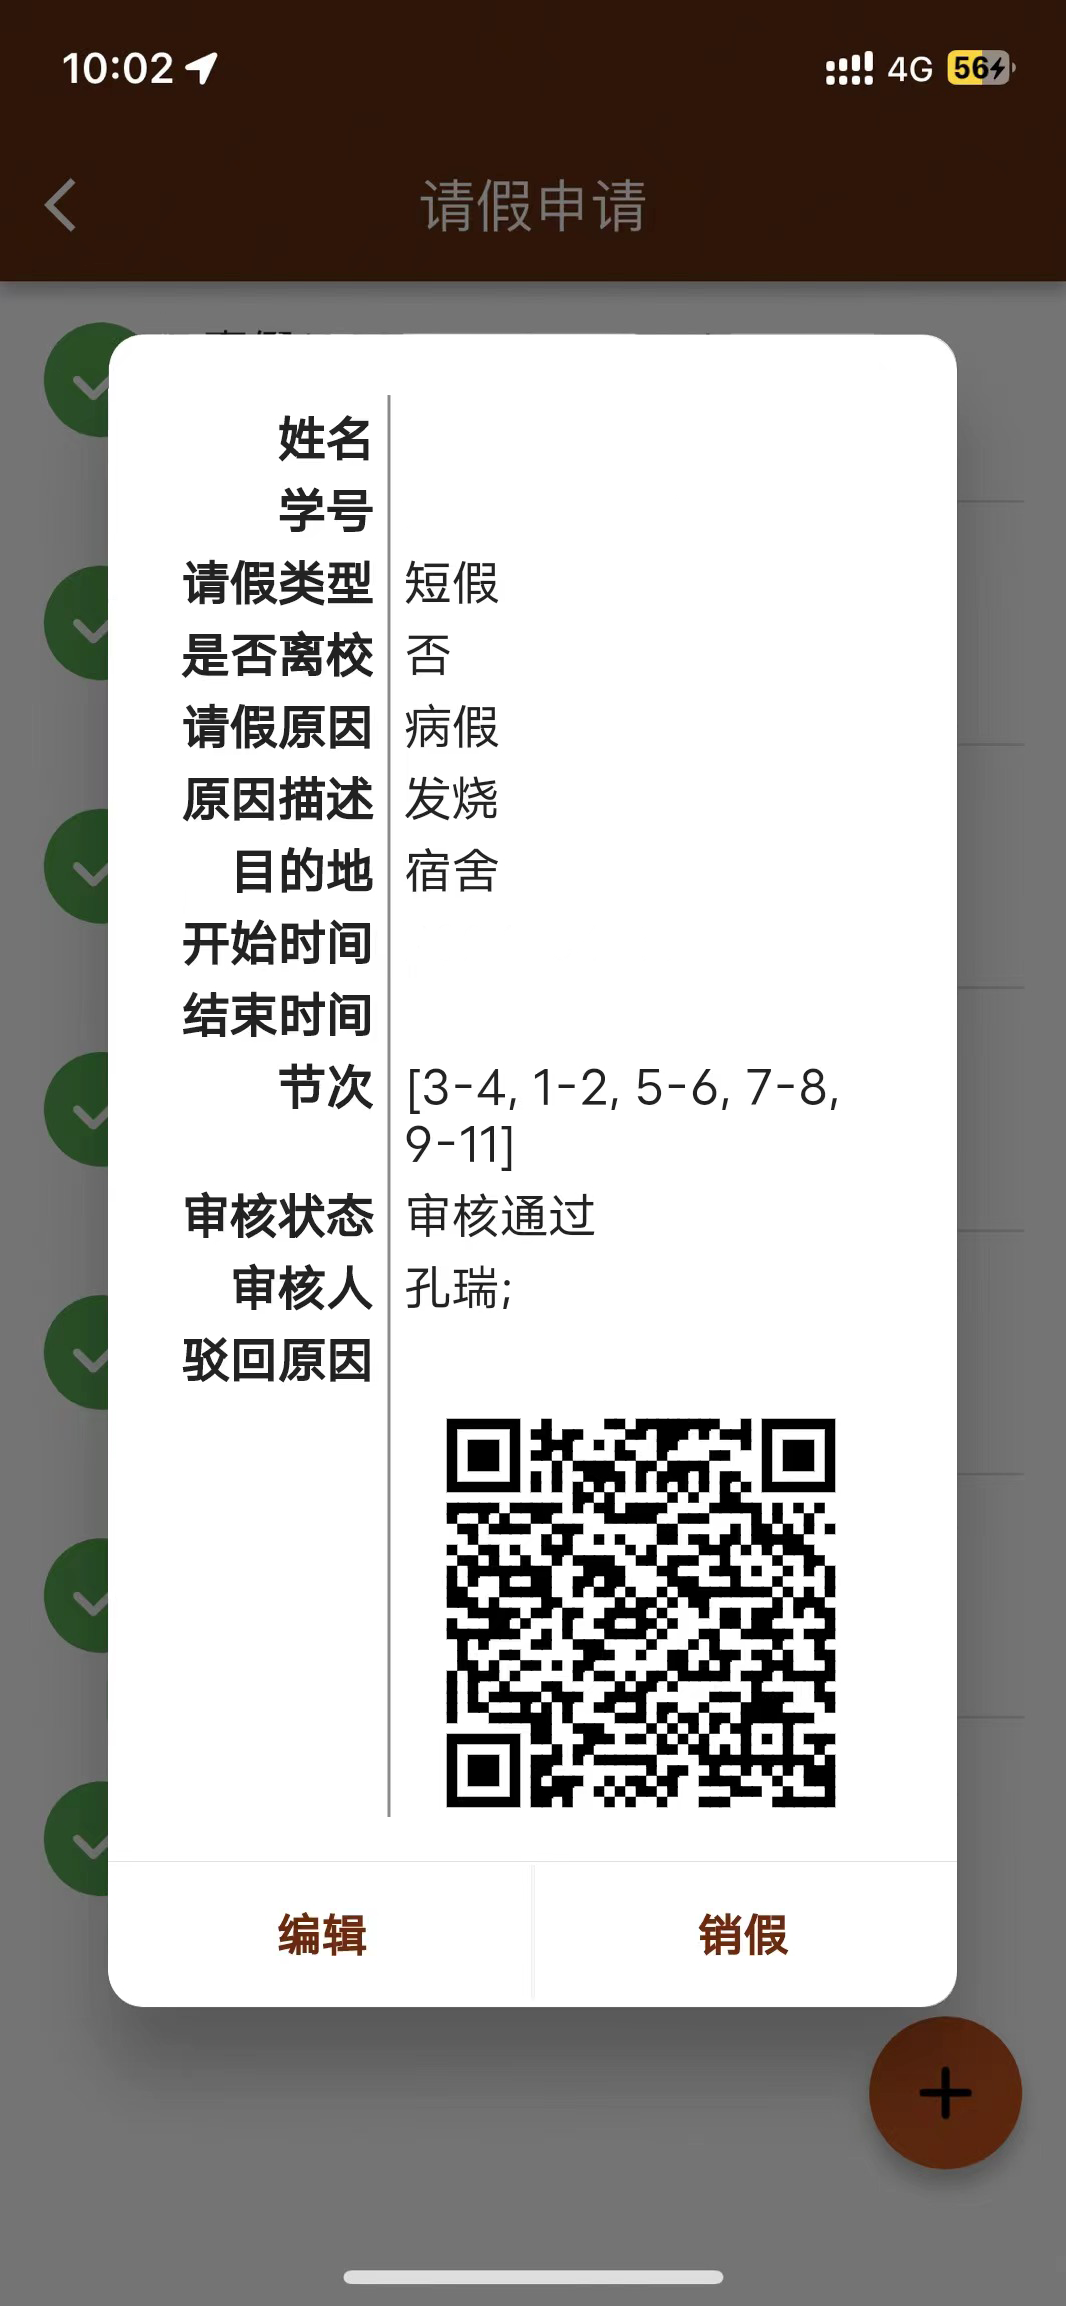 10:02
4G
56
请假申请
姓名
学号
请假类型 短假
是否离校 否
请假原因 病假
原因描述 发烧
目的地 宿舍
开始时间
结束时间
节次 [3-4, 1-2, 5-6, 7-8,
9-11]
审核状态 审核通过
审核人 孔瑞;
驳回原因
编辑
销假